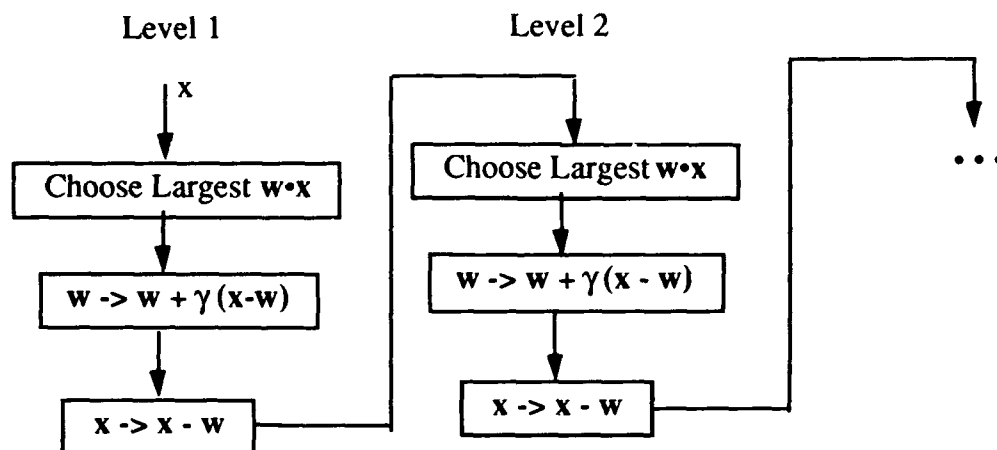 Level 1
x
Choose Largest w•x
w -> w + γ(x-w)
x -> x - w
Level 2
Choose Largest w•x
w -> w + γ(x - w)
x -> x - w
•••